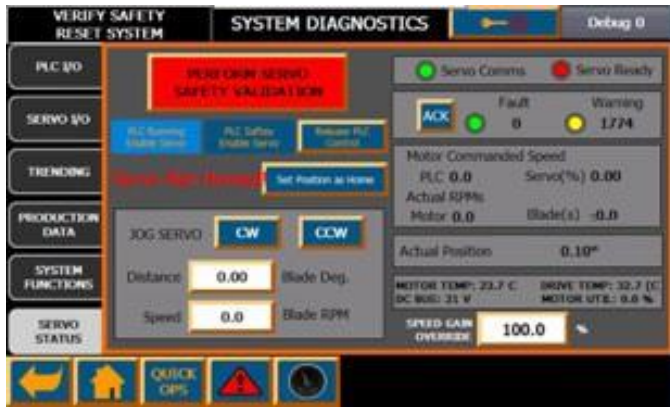 VERIFY SAFETY
RESET SYSTEM
SYSTEM DIAGNOSTICS
Debug 0
PLC I/O
SERVO I/O
TRENDING
PRODUCTION
DATA
SYSTEM
FUNCTIONS
SERVO
STATUS
PERFORM SERVO
SAFETY VALIDATION
PLC Running
Enable Servo
PLC Safety
Enable Servo
Release PLC
Control
Servo Not Homed!
Set Position as Home
JOG SERVO
CW
CCW
Distance
0.00
Blade Deg.
Speed
0.0
Blade RPM
Servo Comms
Servo Ready
ACK
Fault
0
Warning
1774
Motor Commanded Speed
PLC 0.0
Servo(%) 0.00
Actual RPMs
Motor 0.0
Blade(s) -0.0
Actual Position
0.10°
MOTOR TEMP: 23.7 C
DRIVE TEMP: 32.7 (C
DC BUS: 21 V
MOTOR UTIL: 0.0 %
SPEED GAIN
OVERRIDE
100.0
%
QUICK
OPS